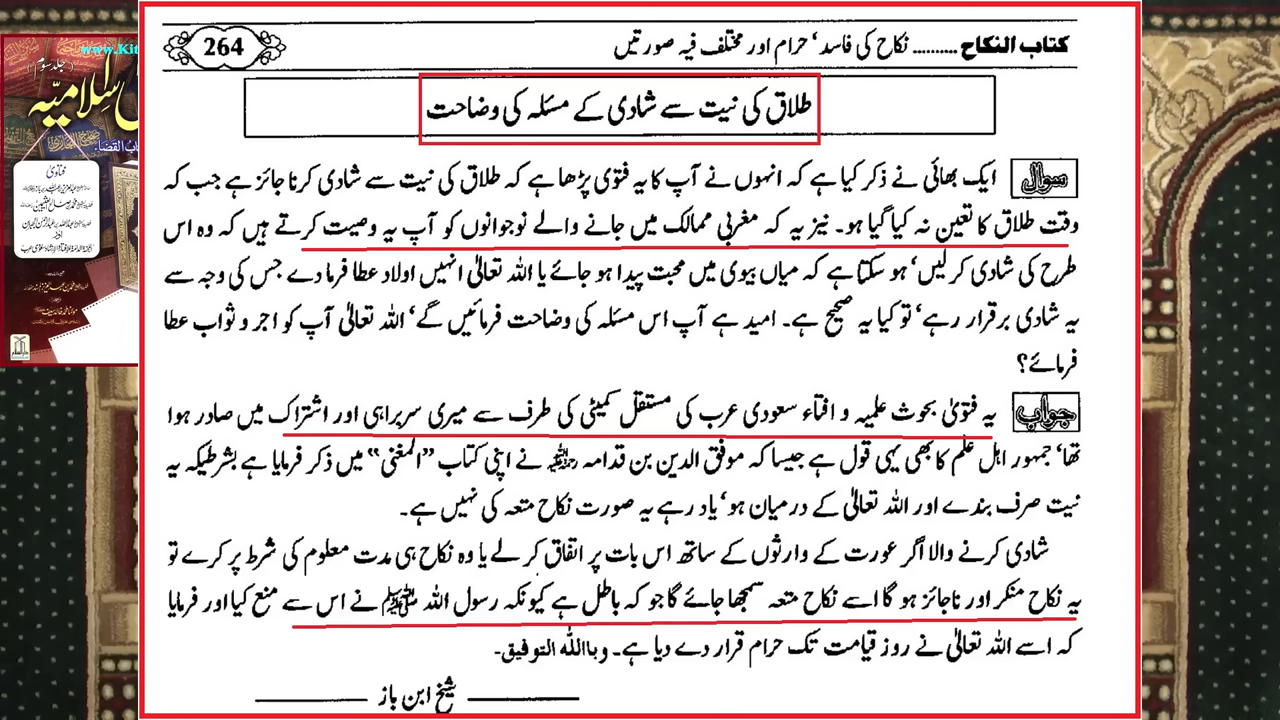 کتاب النکاح .......... نکاح کی فاسد، حرام اور مختلف فیہ صورتیں
264
طلاق کی نیت سے شادی کے مسئلہ کی وضاحت
سوال ایک بھائی نے ذکر کیا ہے کہ انہوں نے آپ کا یہ فتوی پڑھا ہے کہ طلاق کی نیت سے شادی کرنا جائز ہے جب کہ
وقت طلاق کا تعین نہ کیا گیا ہو۔ نیز یہ کہ مغربی ممالک میں جانے والے نوجوانوں کو آپ یہ وصیت کرتے ہیں کہ وہ اس
طرح کی شادی کر لیں، ہو سکتا ہے کہ میاں بیوی میں محبت پیدا ہو جائے یا اللہ تعالیٰ انہیں اولاد عطا فرما دے جس کی وجہ سے
یہ شادی برقرار رہے، تو کیا یہ صحیح ہے۔ امید ہے آپ اس مسئلہ کی وضاحت فرمائیں گے، اللہ تعالیٰ آپ کو اجر و ثواب عطا
فرمائے؟
جواب یہ فتویٰ بحوث علمیہ و افتاء سعودی عرب کی مستقل کمیٹی کی طرف سے میری سربراہی اور اشتراک میں صادر ہوا
تھا، جمہور اہل علم کا بھی یہی قول ہے جیسا کہ موفق الدین بن قدامہ رحمہ اللہ نے اپنی کتاب "المغنی" میں ذکر فرمایا ہے بشرطیکہ یہ
نیت صرف بندے اور اللہ تعالیٰ کے درمیان ہو، یاد رہے یہ صورت نکاح متعہ کی نہیں ہے۔
شادی کرنے والا اگر عورت کے وارثوں کے ساتھ اس بات پر اتفاق کر لے یا وہ نکاح ہی مدت معلوم کی شرط پر کرے تو
یہ نکاح منکر اور ناجائز ہو گا اسے نکاح متعہ سمجھا جائے گا جو کہ باطل ہے کیونکہ رسول اللہ ﷺ نے اس سے منع کیا اور فرمایا
کہ اسے اللہ تعالیٰ نے روز قیامت تک حرام قرار دے دیا ہے۔ وباللہ التوفیق۔
شیخ ابن باز
www.Kit
جلد سوم
اسلامیہ
فتاوی